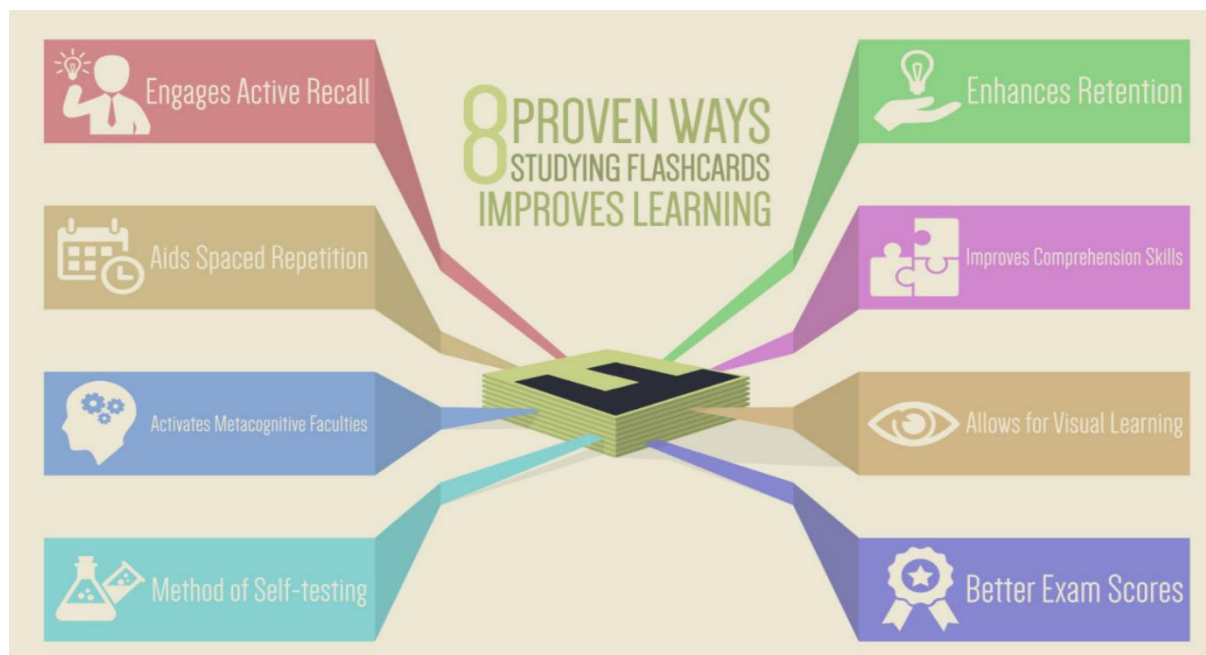 8 PROVEN WAYS
STUDYING FLASHCARDS
IMPROVES LEARNING
Engages Active Recall
Aids Spaced Repetition
Activates Metacognitive Faculties
Method of Self-testing
Enhances Retention
Improves Comprehension Skills
Allows for Visual Learning
Better Exam Scores